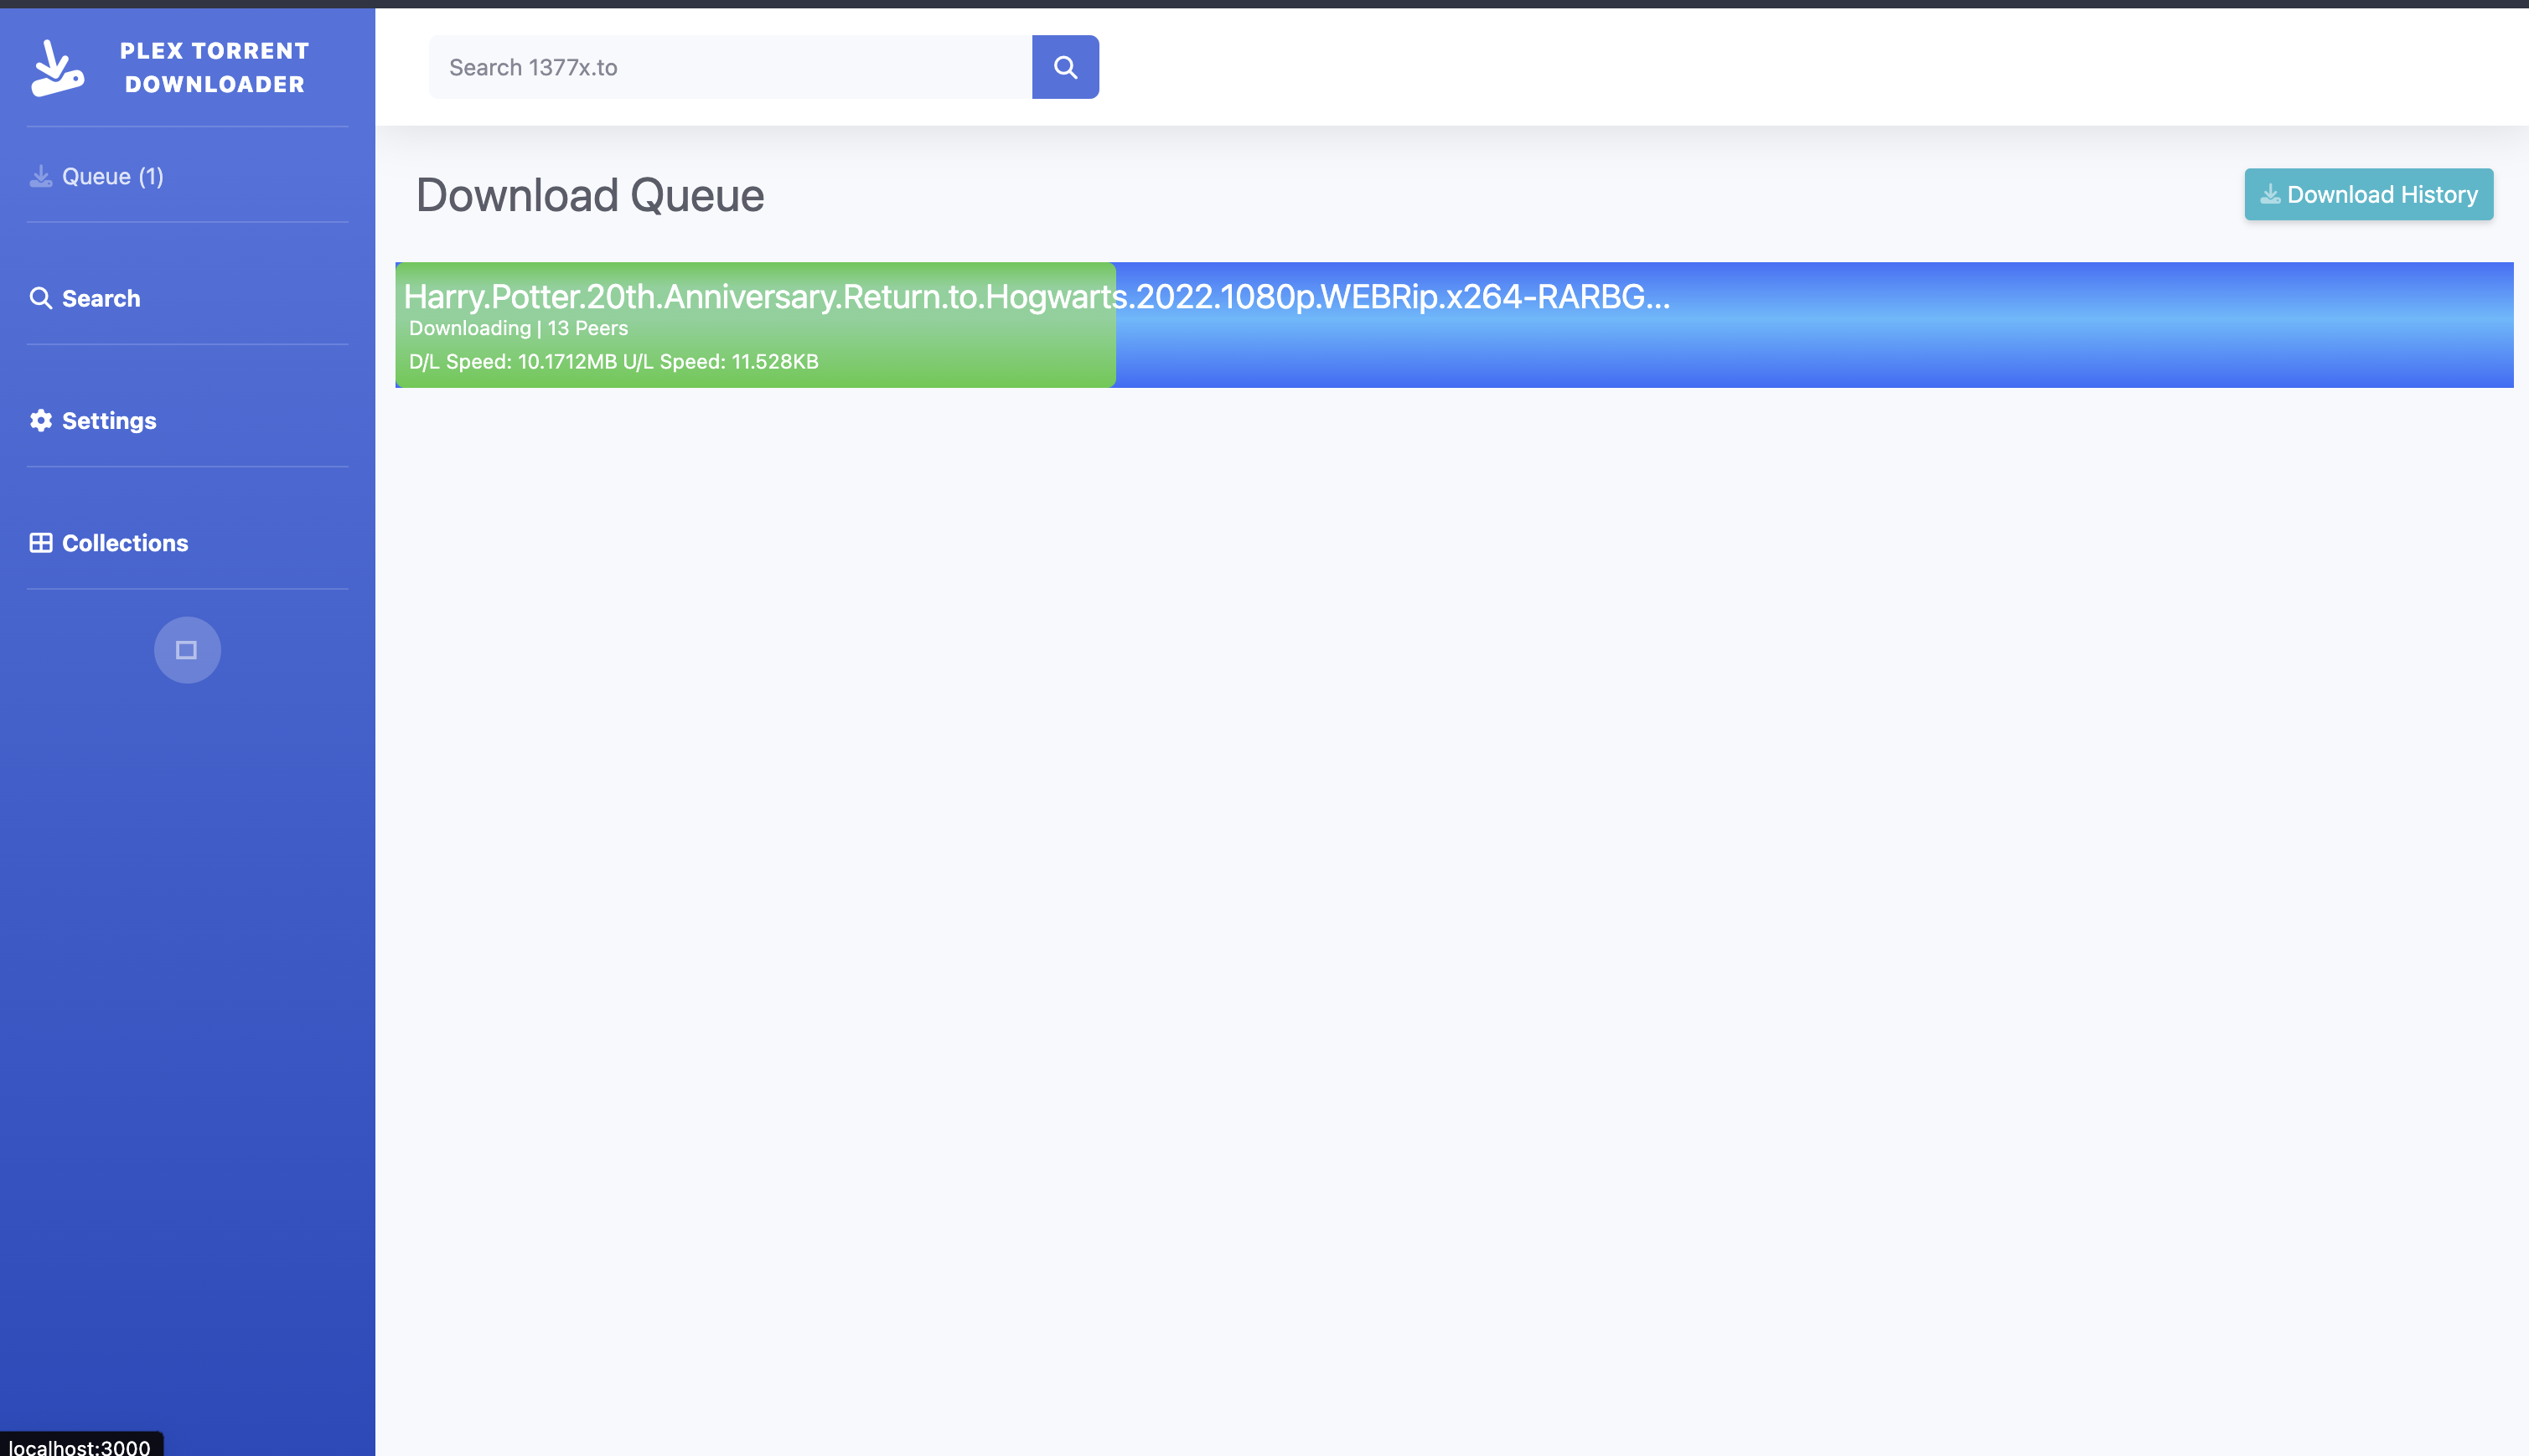 PLEX TORRENT
DOWNLOADER
Search 1377x.to
Queue (1)
Download Queue
Download History
Search
Harry.Potter.20th.Anniversary.Return.to.Hogwarts.2022.1080p.WEBRip.x264-RARBG...
Downloading | 13 Peers
D/L Speed: 10.1712MB U/L Speed: 11.528KB
Settings
Collections
localhost:3000